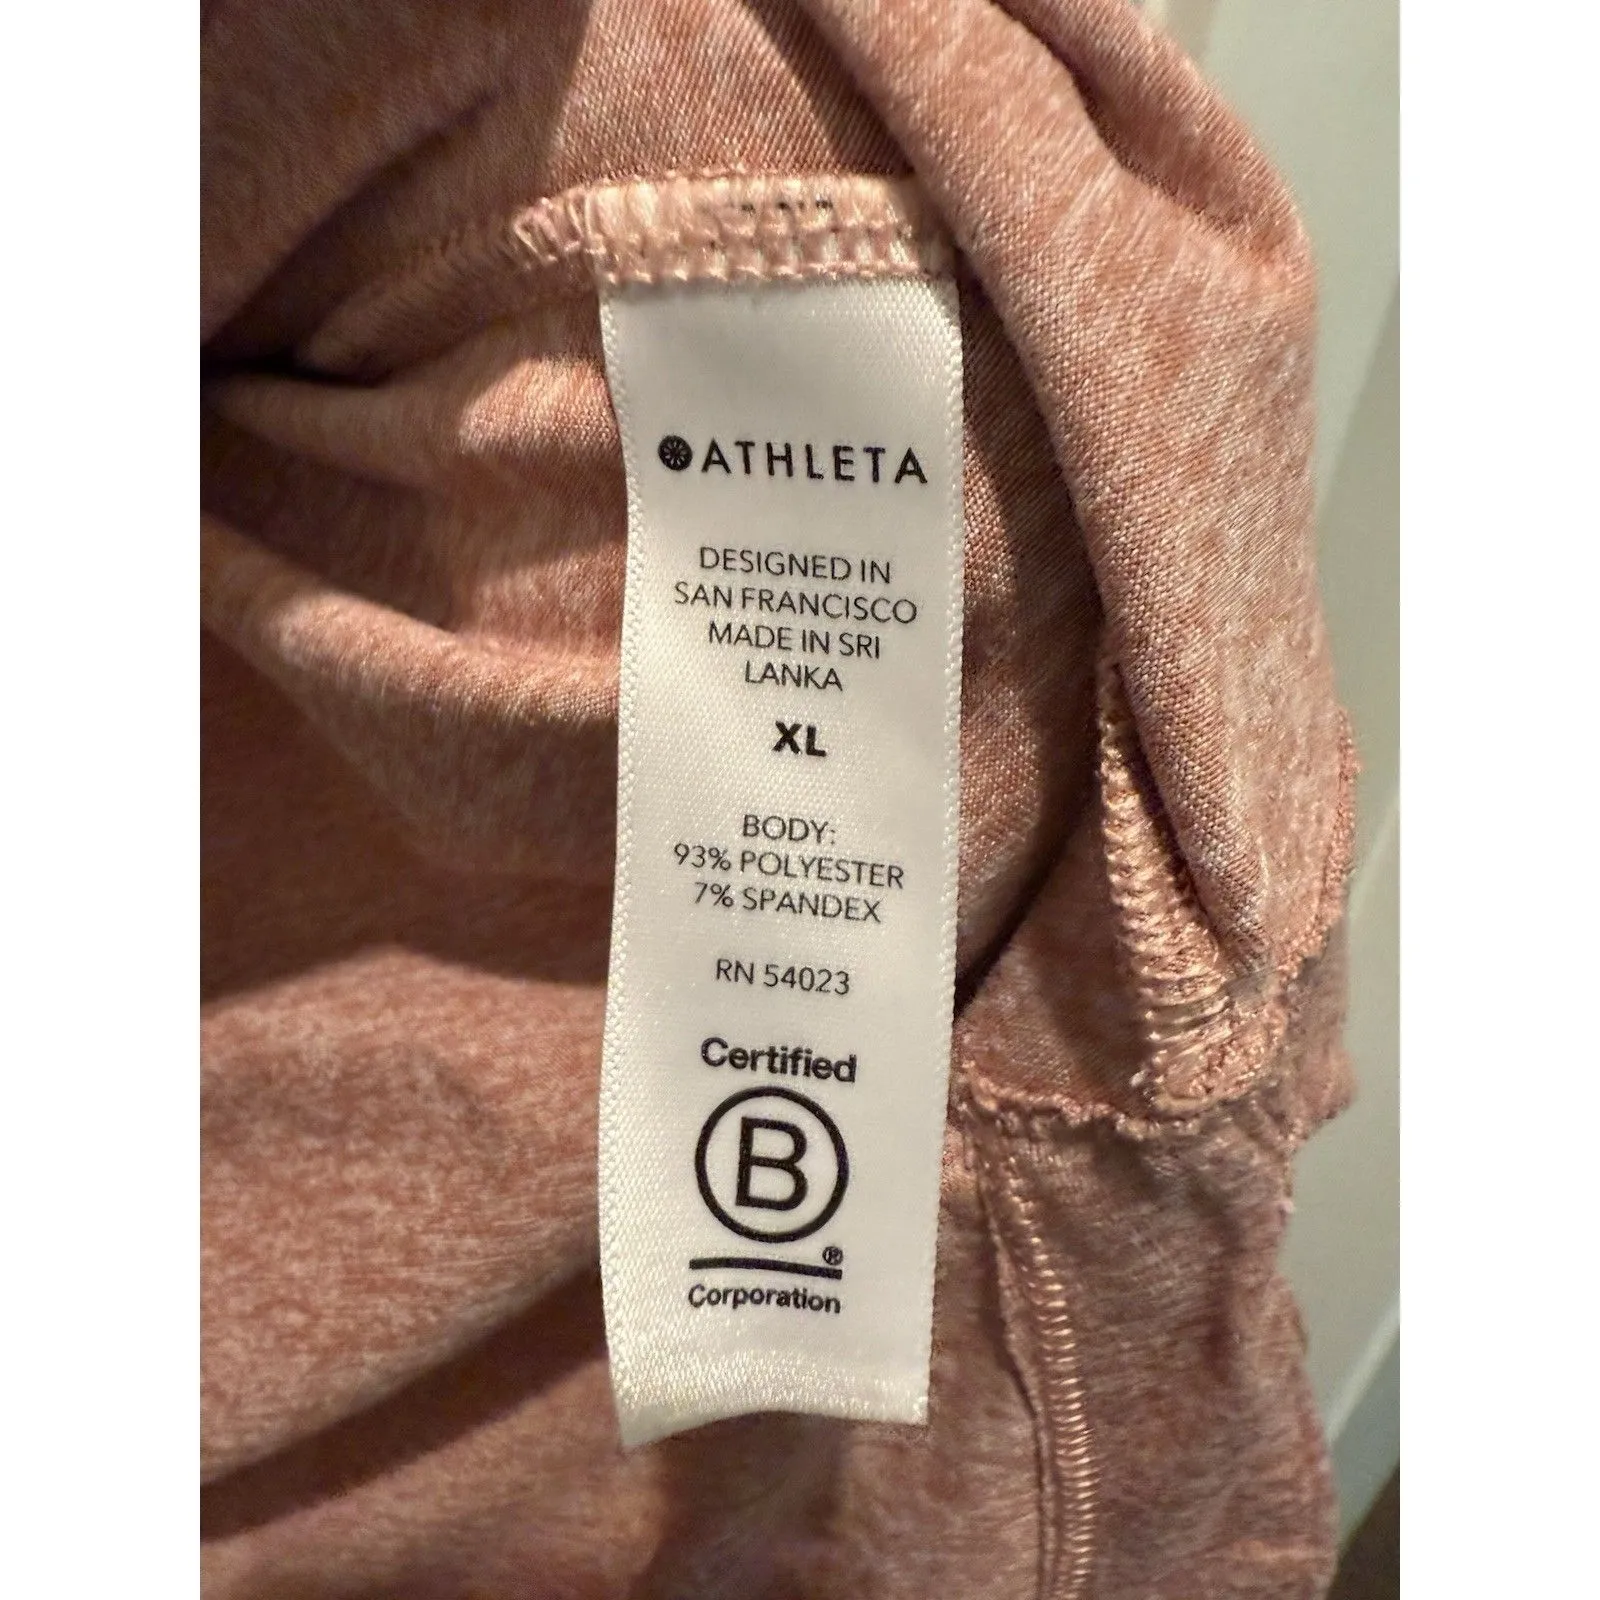 ATHLETA
DESIGNED IN
SAN FRANCISCO
MADE IN SRI
LANKA
XL
BODY:
93% POLYESTER
7% SPANDEX
RN 54023
Certified
B
®
Corporation